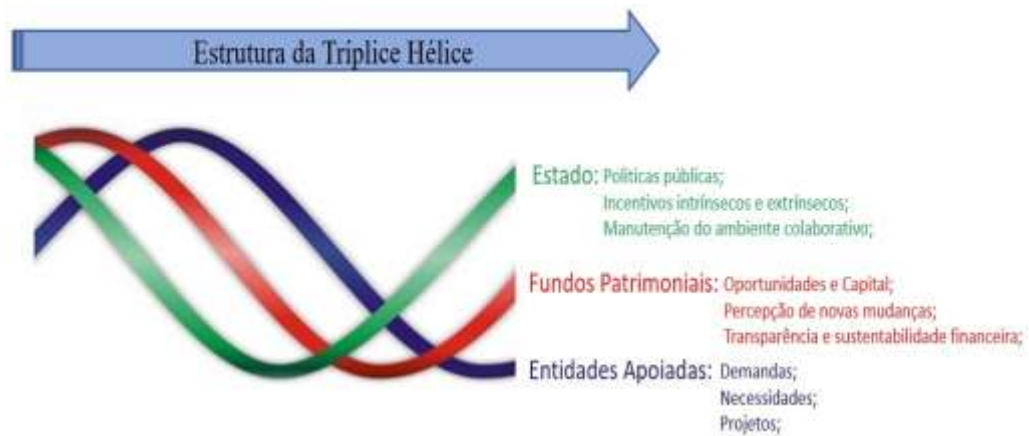 Estrutura da Tríplice Hélice
Estado: Políticas públicas;
Incentivos intrínsecos e extrínsecos;
Manutenção do ambiente colaborativo;
Fundos Patrimoniais: Oportunidades e Capital;
Percepção de novas mudanças;
Transparência e sustentabilidade financeira;
Entidades Apoiadas: Demandas;
Necessidades;
Projetos;